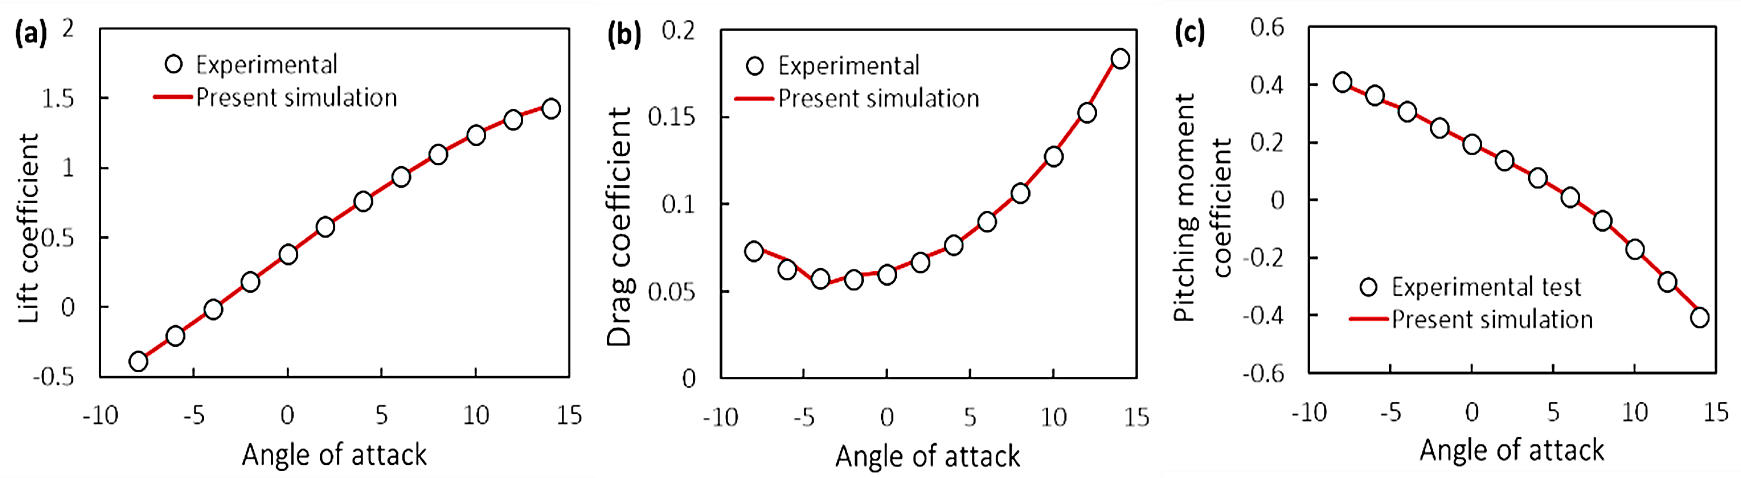 (a)
2
1.5
1
0.5
0
-0.5
Lift coefficient
Experimental
Present simulation
-10 -5 0 5 10 15
Angle of attack
(b)
0.2
0.15
0.1
0.05
0
Drag coefficient
Experimental
Present simulation
-10 -5 0 5 10 15
Angle of attack
(c)
0.6
0.4
0.2
0
-0.2
-0.4
-0.6
Pitching moment
coefficient
Experimental test
Present simulation
-10 -5 0 5 10 15
Angle of attack